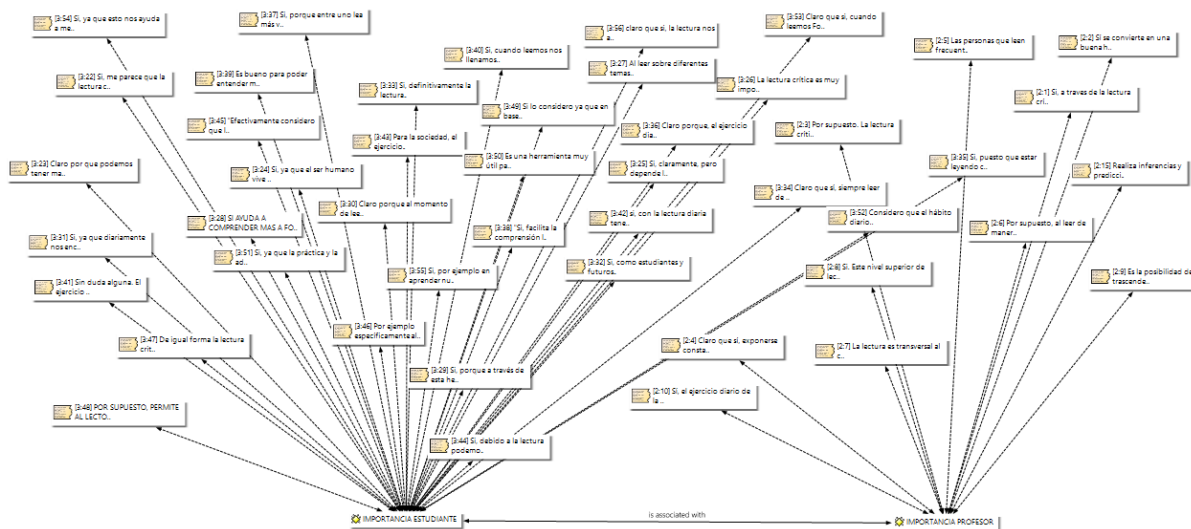 [3:54] Si, ya que esto nos ayuda
a me..
[3:37] Si, porque entre uno lea
más v..
[3:56] claro que si, la lectura nos
a..
[3:53] Claro que si, cuando
leemos Fo..
[2:5] Las personas que leen
frecuent..
[2:2] SI se convierte en una
buena h..
[3:40] Si, cuando leemos nos
llenamos..
[3:27] Al leer sobre diferentes
temas..
[3:22] Si, me parece que la
lectura c..
[3:39] Es bueno para poder
entender m..
[3:33] Si, definitivamente la
lectura..
[3:26] La lectura crítica es muy
impo..
[2:1] Si, a traves de la lectura
crí..
[3:49] Si lo considero ya que en
base..
[3:45] "Efectivamente considero
que l..
[3:43] Para la sociedad, el
ejercicio..
[3:36] Claro porque, el ejercicio
dia..
[2:3] Por supuesto. La lectura
criti..
[3:23] Claro por que podemos
tener me..
[3:24] Si, ya que el ser humano
vive ..
[3:50] Es una herramienta muy
útil pa..
[3:25] Si, claramente, pero
depende l..
[3:35] Si, puesto que estar
leyendo c..
[2:15] Realiza inferencias y
predicci..
[3:34] Claro que si, siempre leer
de ..
[3:30] Claro porque al momento
de lee..
[3:28] SI AYUDA A
COMPRENDER MAS A FO..
[3:42] si, con la lectura diaria
tene..
[3:52] Considero que el hábito
diario..
[2:6] Por supuesto, al leer de
maner..
[3:31] Si, ya que diariamente
nos enc..
[3:38] "Si, facilita la
comprensión l..
[3:51] Si, ya que la práctica y la
ad..
[3:55] Si, por ejemplo en
aprender nu..
[3:32] Si, como estudiantes y
futuros..
[2:8] Si. Este nivel superior de
lec..
[2:9] Es la posibilidad de
trascende..
[3:41] Sin duda alguna. El
ejercicio ..
[3:46] Por ejemplo
específicamente al..
[3:47] De igual forma la lectura
crit..
[2:4] Claro que si, exponerse
consta..
[2:7] La lectura es transversal al
c..
[3:29] Si, porque a través de
esta he..
[2:10] Si, el ejercicio diario de
la ..
[3:48] POR SUPUESTO, PERMITE
AL LECTO..
[3:44] Si, debido a la lectura
podemo..
IMPORTANCIA ESTUDIANTE
is associated with
IMPORTANCIA PROFESOR